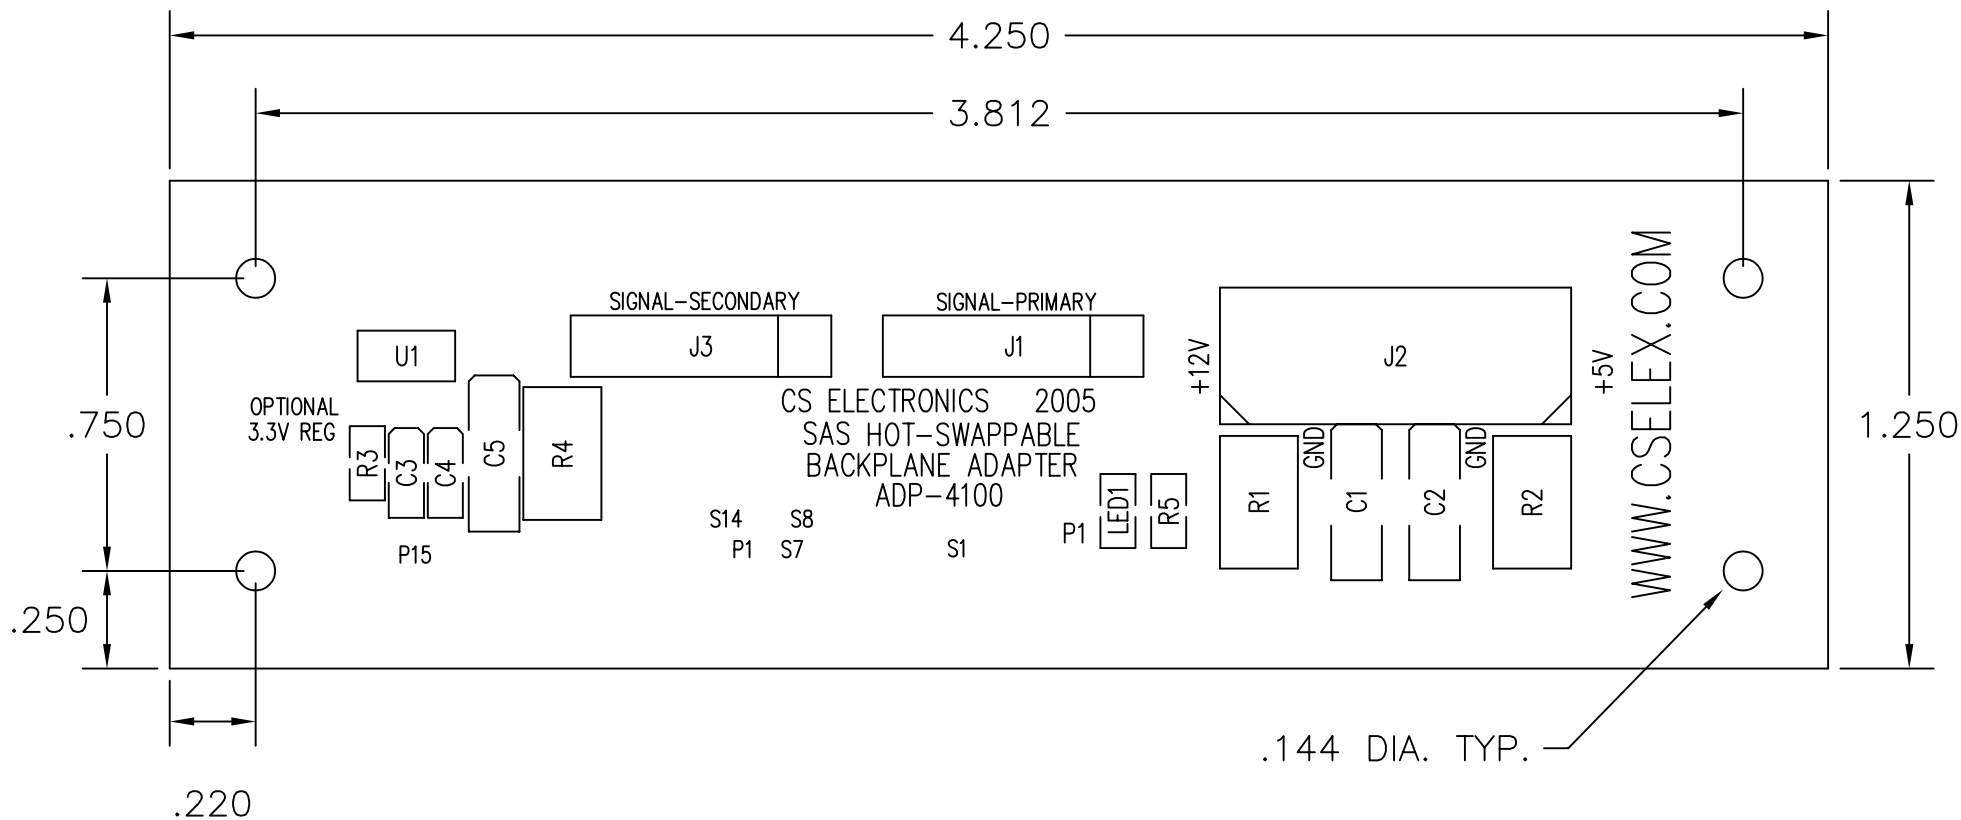 4.250
3.812
SIGNAL-SECONDARY
SIGNAL-PRIMARY
J3
J1
U1
+12V
J2
+5V
WWW.CSELEX.COM
OPTIONAL
3.3V REG
CS ELECTRONICS 2005
SAS HOT-SWAPPABLE
BACKPLANE ADAPTER
ADP-4100
.750
1.250
R3
C3
C4
C5
R4
GND
GND
LED1
R5
R1
C1
C2
R2
S14
S8
P1
P15
P1
S7
S1
.250
.144 DIA. TYP.
.220